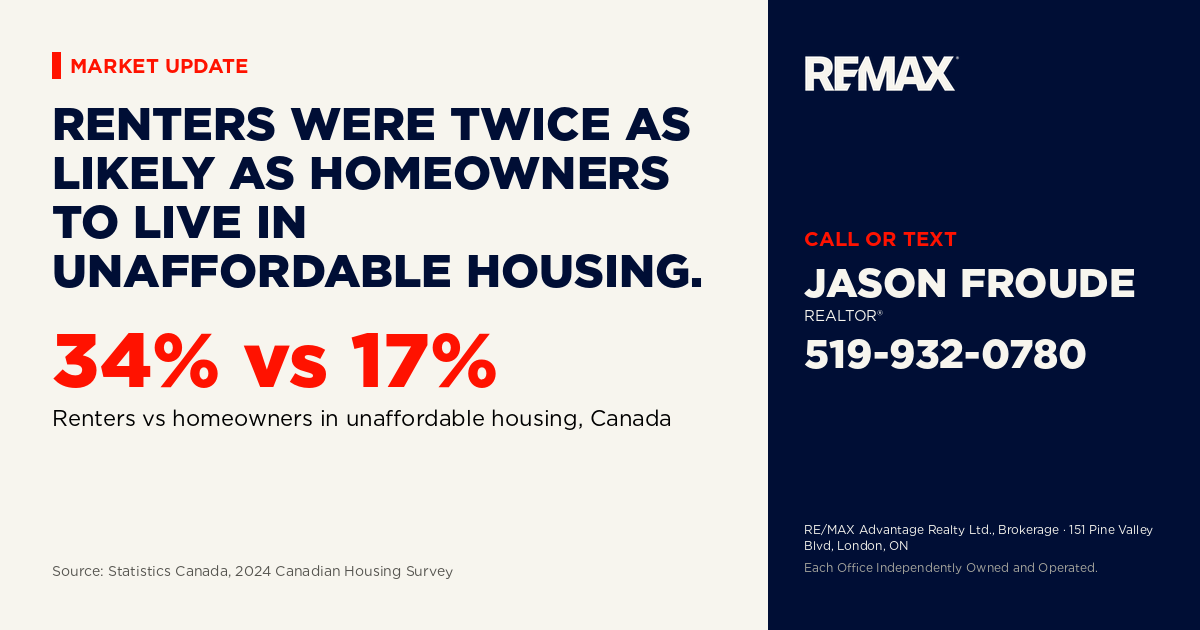 MARKET UPDATE
RENTERS WERE TWICE AS
LIKELY AS HOMEOWNERS
TO LIVE IN
UNAFFORDABLE HOUSING.
34% vs 17%
Renters vs homeowners in unaffordable housing, Canada
Source: Statistics Canada, 2024 Canadian Housing Survey
REMAX
CALL OR TEXT
JASON FROUDE
REALTOR®
519-932-0780
RE/MAX Advantage Realty Ltd., Brokerage · 151 Pine Valley
Blvd, London, ON
Each Office Independently Owned and Operated.